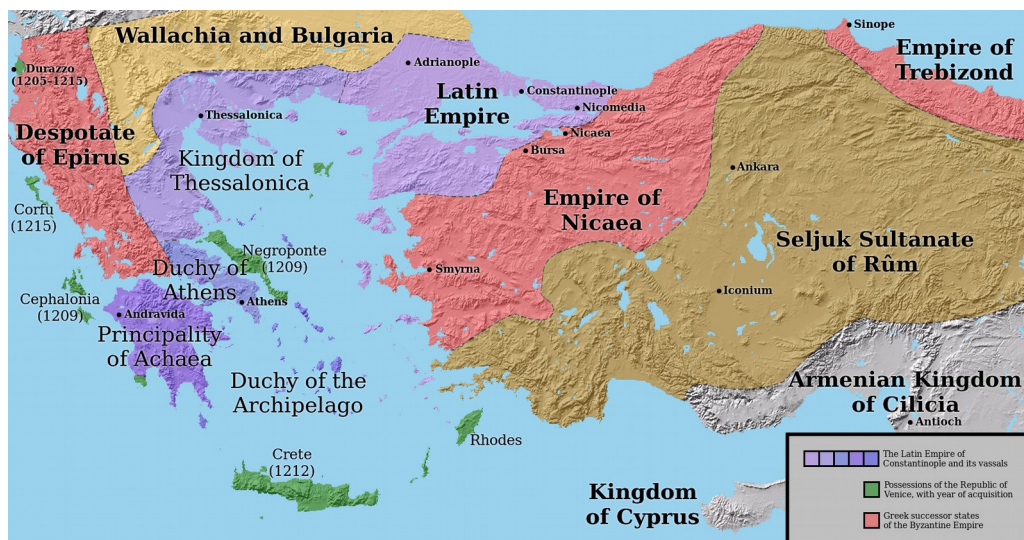 Wallachia and Bulgaria
Sinope
Empire of
Trebizond
Durazzo
(1205-1215)
Adrianople
Latin
Empire
Constantinople
Nicomedia
Thessalonica
Nicaea
Bursa
Despotate
of Epirus
Kingdom of
Thessalonica
Ankara
Empire of
Nicaea
Corfu
(1215)
Seljuk Sultanate
of Rûm
Negroponte
(1209)
Duchy of
Athens
Smyrna
Iconium
Cephalonia
(1209)
Athens
Andravida
Principality
of Achaea
Duchy of the
Archipelago
Armenian Kingdom
of Cilicia
Antioch
Rhodes
Crete
(1212)
Kingdom
of Cyprus
The Latin Empire of
Constantinople and its vassals
Possessions of the Republic of
Venice, with year of acquisition
Greek successor states
of the Byzantine Empire